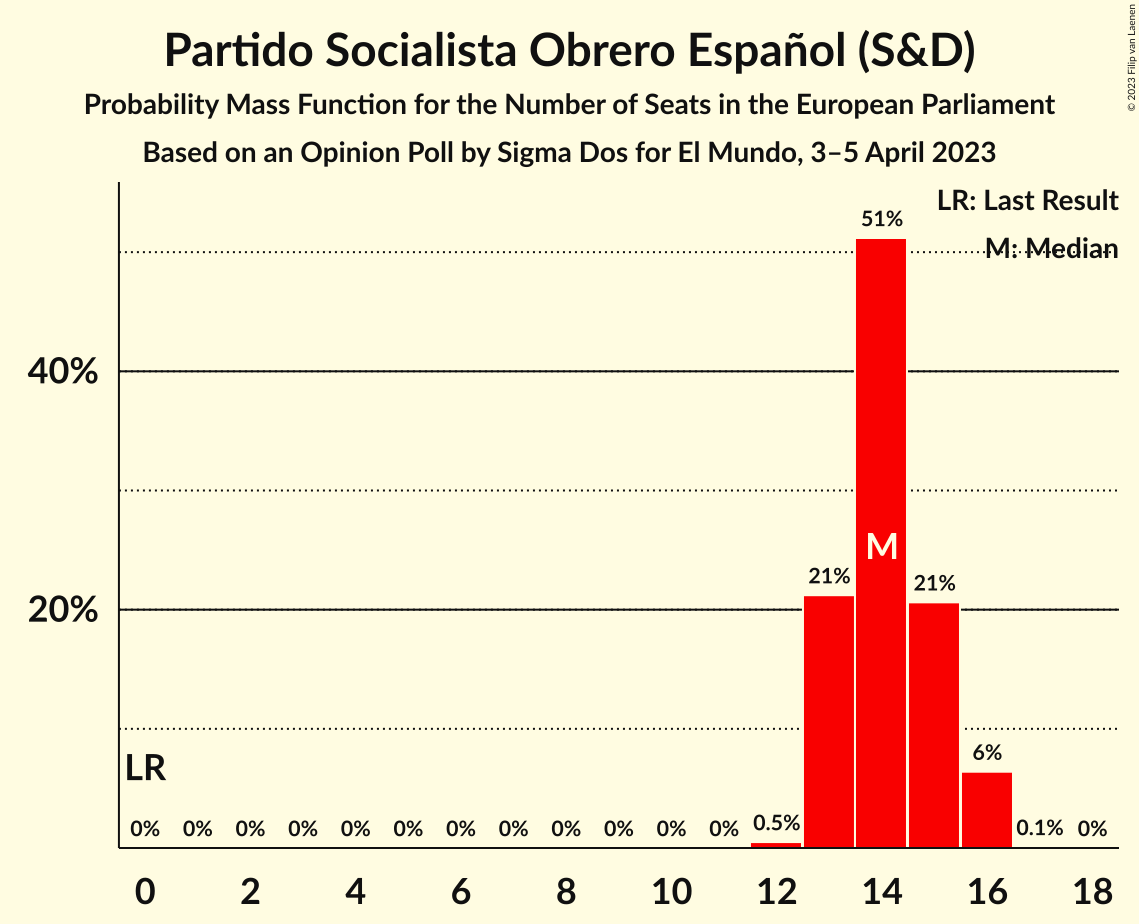 Partido Socialista Obrero Español (S&D)
Probability Mass Function for the Number of Seats in the European Parliament
Based on an Opinion Poll by Sigma Dos for El Mundo, 3–5 April 2023
© 2023 Filip van Laenen
LR: Last Result
M: Median
51%
40%
M
21%
21%
20%
LR
6%
0% 0% 0% 0% 0% 0% 0% 0% 0% 0% 0% 0% 0.5% 0.1% 0%
0 2 4 6 8 10 12 14 16 18